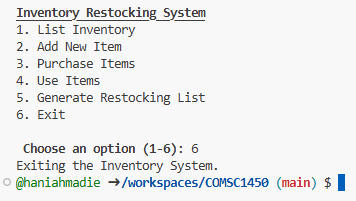 Inventory Restocking System
1. List Inventory
2. Add New Item
3. Purchase Items
4. Use Items
5. Generate Restocking List
6. Exit
Choose an option (1-6): 6
Exiting the Inventory System.
@haniahmadie ➜/workspaces/COMSC1450 (main) $